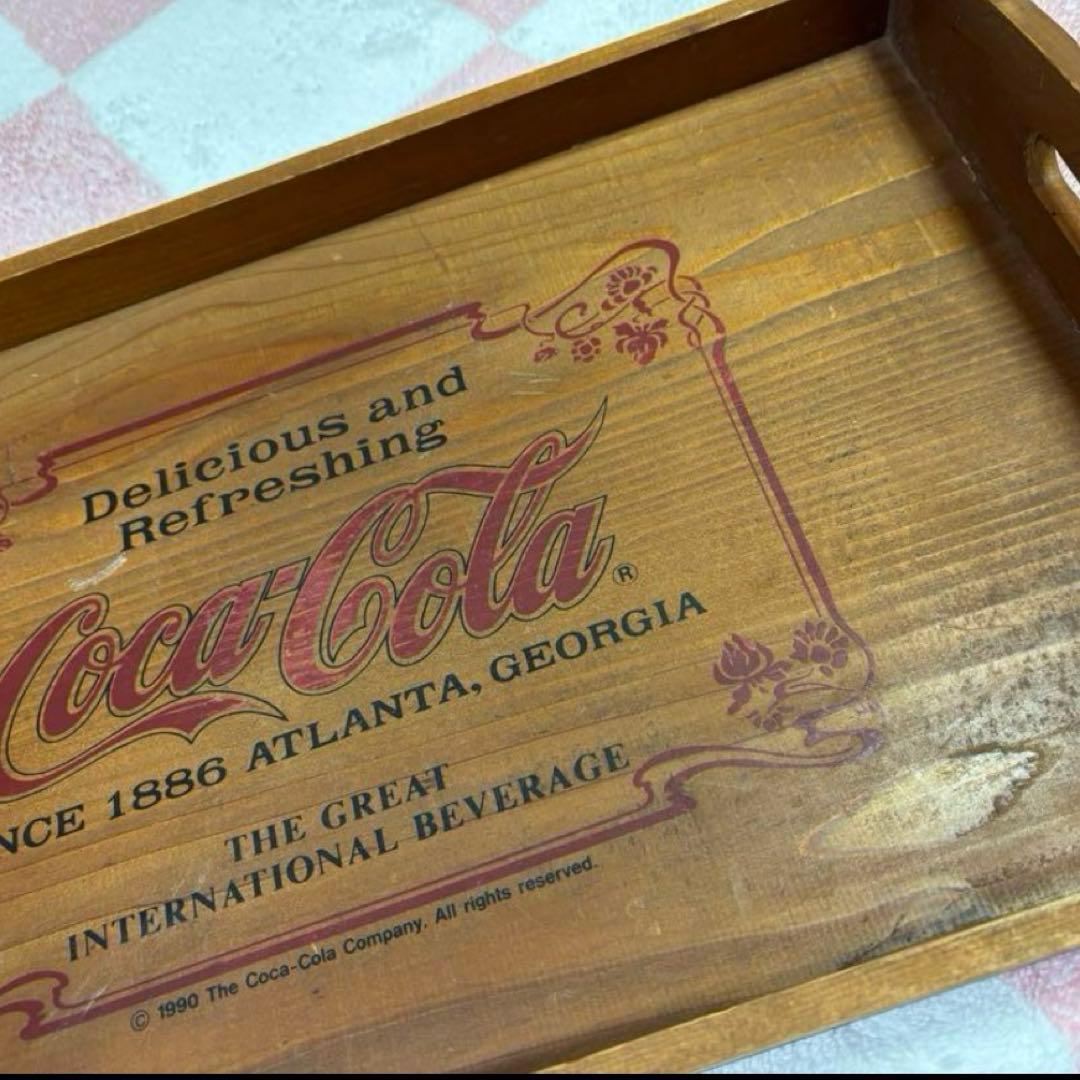 Delicious and
Refreshing
Coca-Cola®
NCE 1886 ATLANTA, GEORGIA
THE GREAT
INTERNATIONAL BEVERAGE
© 1990 The Coca-Cola Company. All rights reserved.